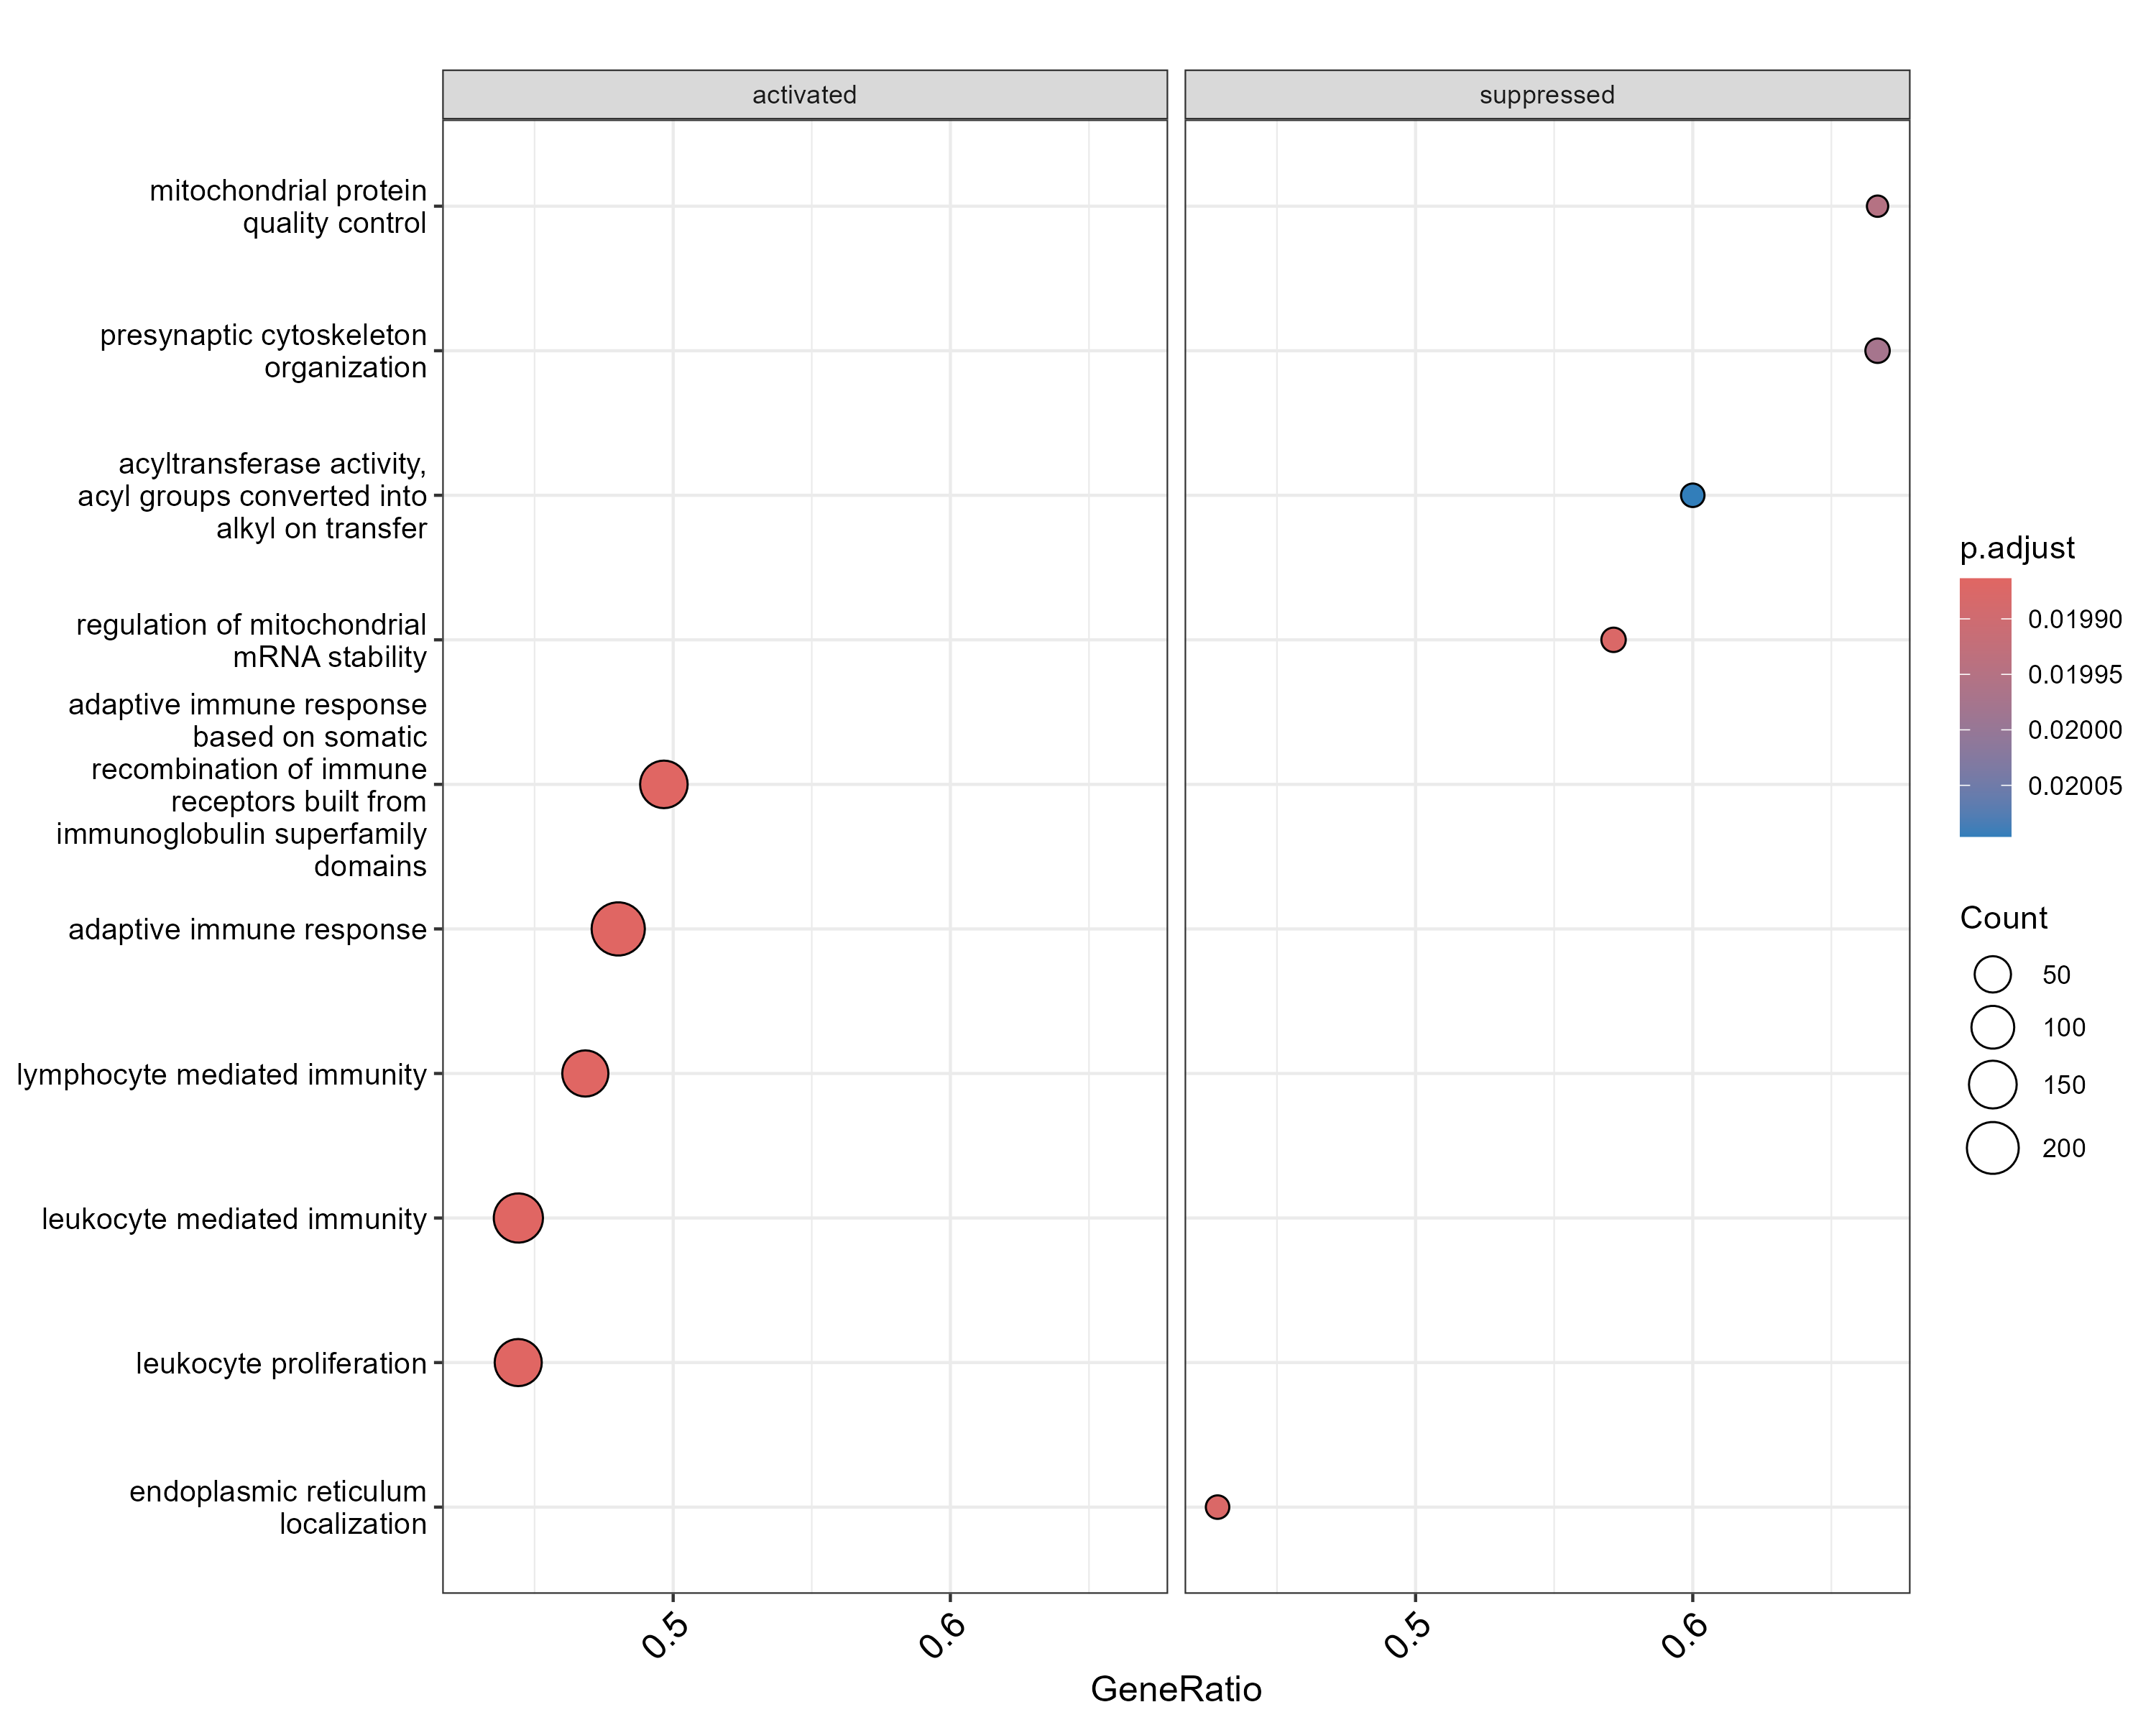 activated
suppressed
mitochondrial protein
quality control
presynaptic cytoskeleton
organization
acyltransferase activity,
acyl groups converted into
alkyl on transfer
regulation of mitochondrial
mRNA stability
adaptive immune response
based on somatic
recombination of immune
receptors built from
immunoglobulin superfamily
domains
adaptive immune response
lymphocyte mediated immunity
leukocyte mediated immunity
leukocyte proliferation
endoplasmic reticulum
localization
0.5
0.6
0.5
0.6
GeneRatio
p.adjust
0.01990
0.01995
0.02000
0.02005
Count
50
100
150
200